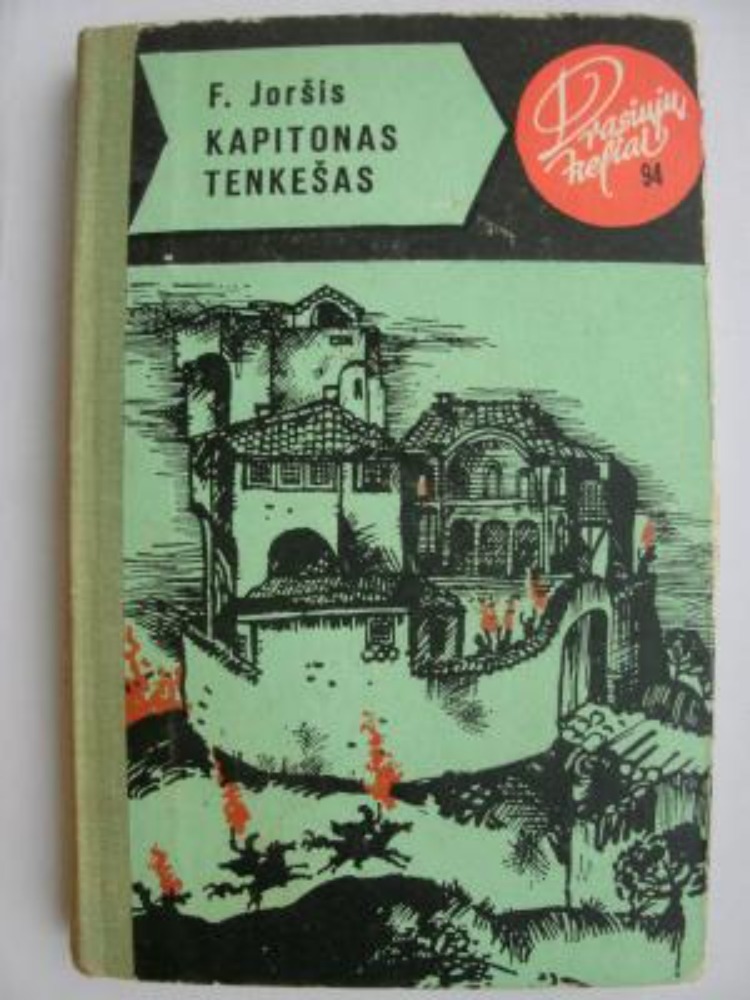 F. Joršis
KAPITONAS
TENKEŠAS
Drąsiųjų
keliai
94